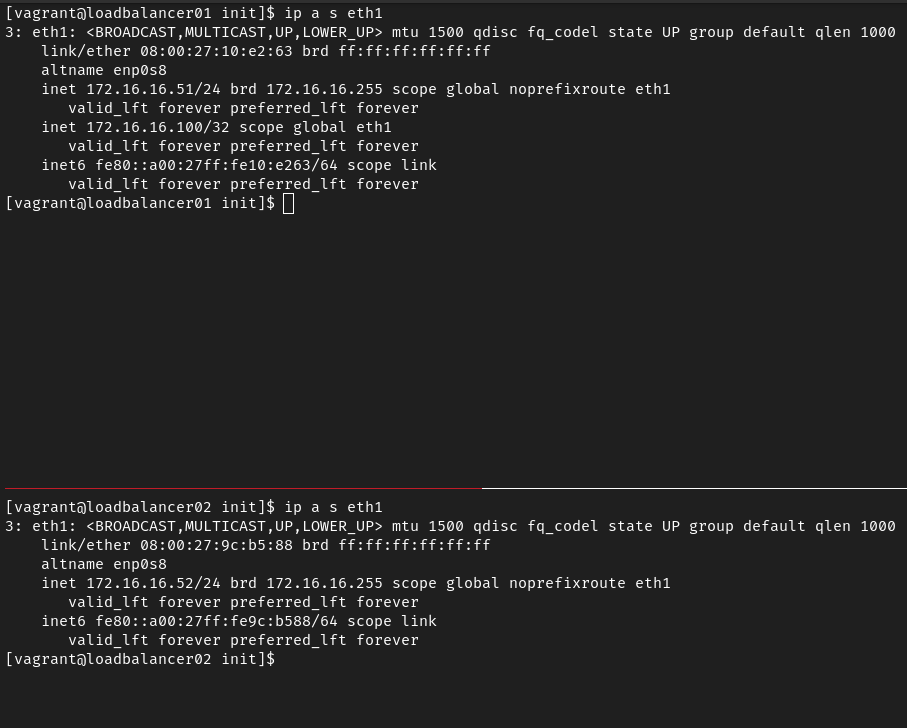 [vagrant@loadbalancer01 init]$ ip a s eth1
3: eth1: <BROADCAST,MULTICAST,UP,LOWER_UP> mtu 1500 qdisc fq_codel state UP group default qlen 1000
    link/ether 08:00:27:10:e2:63 brd ff:ff:ff:ff:ff:ff
    altname enp0s8
    inet 172.16.16.51/24 brd 172.16.16.255 scope global noprefixroute eth1
       valid_lft forever preferred_lft forever
    inet 172.16.16.100/32 scope global eth1
       valid_lft forever preferred_lft forever
    inet6 fe80::a00:27ff:fe10:e263/64 scope link
       valid_lft forever preferred_lft forever
[vagrant@loadbalancer01 init]$
[vagrant@loadbalancer02 init]$ ip a s eth1
3: eth1: <BROADCAST,MULTICAST,UP,LOWER_UP> mtu 1500 qdisc fq_codel state UP group default qlen 1000
    link/ether 08:00:27:9c:b5:88 brd ff:ff:ff:ff:ff:ff
    altname enp0s8
    inet 172.16.16.52/24 brd 172.16.16.255 scope global noprefixroute eth1
       valid_lft forever preferred_lft forever
    inet6 fe80::a00:27ff:fe9c:b588/64 scope link
       valid_lft forever preferred_lft forever
[vagrant@loadbalancer02 init]$